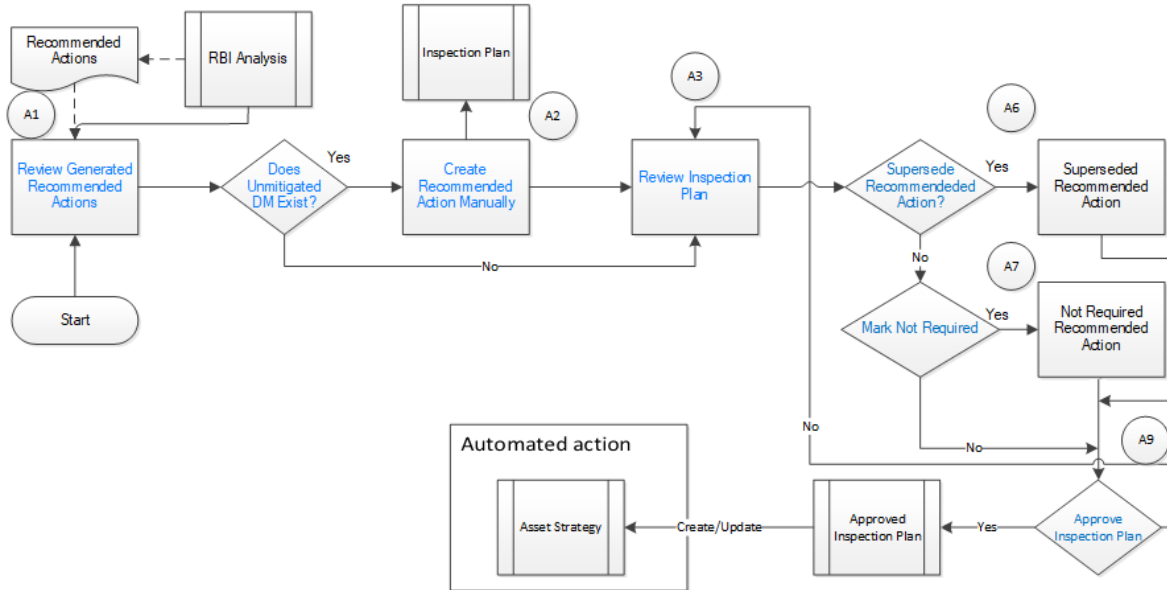 Recommended
Actions
RBI Analysis
Inspection Plan
A1
A2
A3
A6
Review Generated
Recommended
Actions
Does
Unmitigated
DM Exist?
Yes
Create
Recommended
Action Manually
Review Inspection
Plan
Supersede
Recommendeded
Action?
Yes
Superseded
Recommended
Action
No
No
A7
Start
Mark Not Required
Yes
Not Required
Recommended
Action
No
No
A9
Automated action
Asset Strategy
Create/Update
Approved
Inspection Plan
Yes
Approve
Inspection Plan